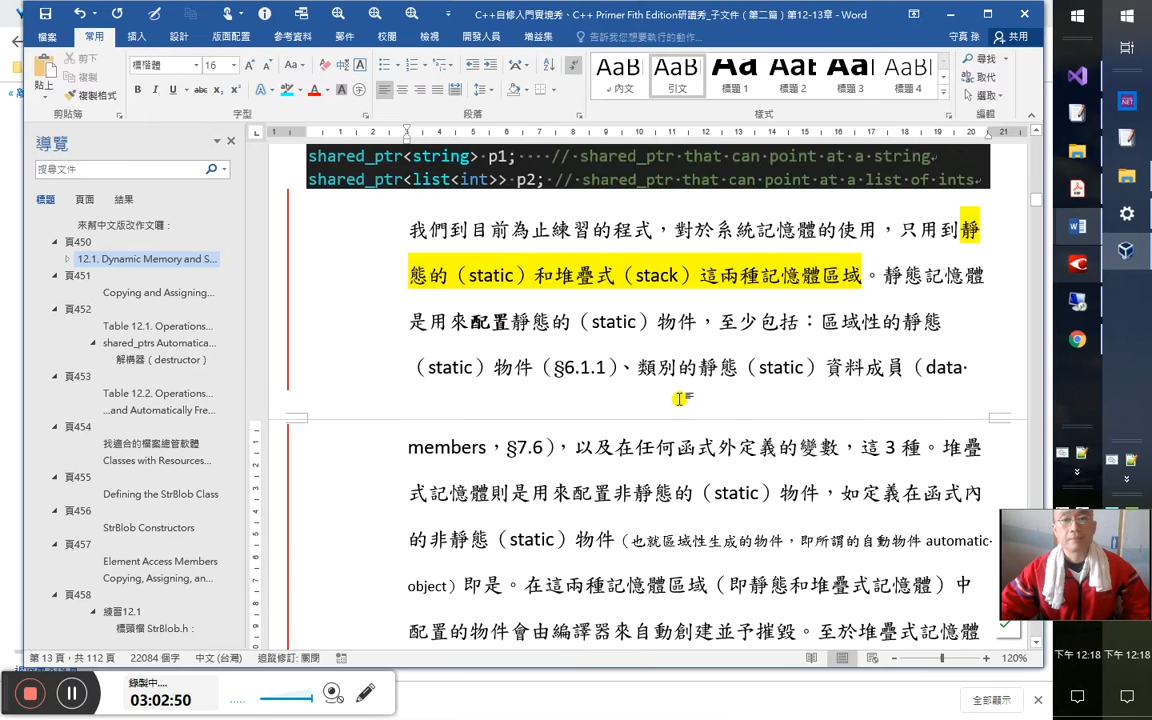 C++自修入門實境秀、C++ Primer Fith Edition研讀秀_子文件（第二篇）第12-13章 - Word
檔案 常用 插入 設計 版面配置 參考資料 郵件 校閱 檢視 開發人員 增益集 告訴我您想要執行的動作... 守真 孫 共用
貼上
剪下
複製
複製格式
剪貼簿
標楷體 16
字型
段落
AaB AaB AaB AaB AaB AaB
內文 引文 標題 1 標題 2 標題 3 標題 4
樣式
尋找
取代
選取
編輯
導覽
搜尋文件
標題 頁面 結果
來幫中文版改作文囉：
頁450
12.1. Dynamic Memory and S...
頁451
Copying and Assigning...
頁452
Table 12.1. Operations...
shared_ptrs Automatica...
解構器（destructor）
頁453
Table 12.2. Operations...
...and Automatically Fre...
頁454
找適合的檔案總管軟體
Classes with Resources...
頁455
Defining the StrBlob Class
頁456
StrBlob Constructors
頁457
Element Access Members
Copying, Assigning, an...
頁458
練習12.1
標頭檔 StrBlob.h：
shared_ptr<string> p1;···· // shared_ptr·that·can·point·at·a·string
shared_ptr<list<int>> p2; // shared_ptr·that·can·point·at·a·list·of·ints
我們到目前為止練習的程式，對於系統記憶體的使用，只用到靜
態的（static）和堆疊式（stack）這兩種記憶體區域。靜態記憶體
是用來配置靜態的（static）物件，至少包括：區域性的靜態
（static）物件（§6.1.1）、類別的靜態（static）資料成員（data·
members，§7.6），以及在任何函式外定義的變數，這 3 種。堆疊
式記憶體則是用來配置非靜態的（static）物件，如定義在函式內
的非靜態（static）物件（也就區域性生成的物件，即所謂的自動物件 automatic·
object）即是。在這兩種記憶體區域（即靜態和堆疊式記憶體）中
配置的物件會由編譯器來自動創建並予摧毀。至於堆疊式記憶體
第 13 頁，共 112 頁 22084 個字 中文 (台灣) 追蹤修訂: 關閉 120%
錄製中...
03:02:50
全部顯示
下午 12:18 下午 12:18